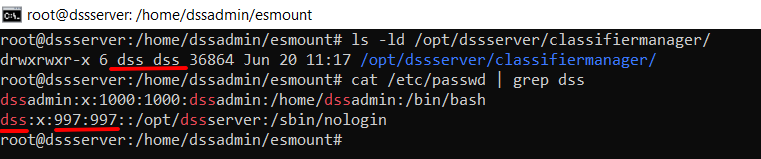 root@dssserver: /home/dssadmin/esmount
root@dssserver:/home/dssadmin/esmount# ls -ld /opt/dssserver/classifiermanager/
drwxrwxr-x 6 dss dss 36864 Jun 20 11:17 /opt/dssserver/classifiermanager/
root@dssserver:/home/dssadmin/esmount# cat /etc/passwd | grep dss
dssadmin:x:1000:1000:dssadmin:/home/dssadmin:/bin/bash
dss:x:997:997::/opt/dssserver:/sbin/nologin
root@dssserver:/home/dssadmin/esmount#